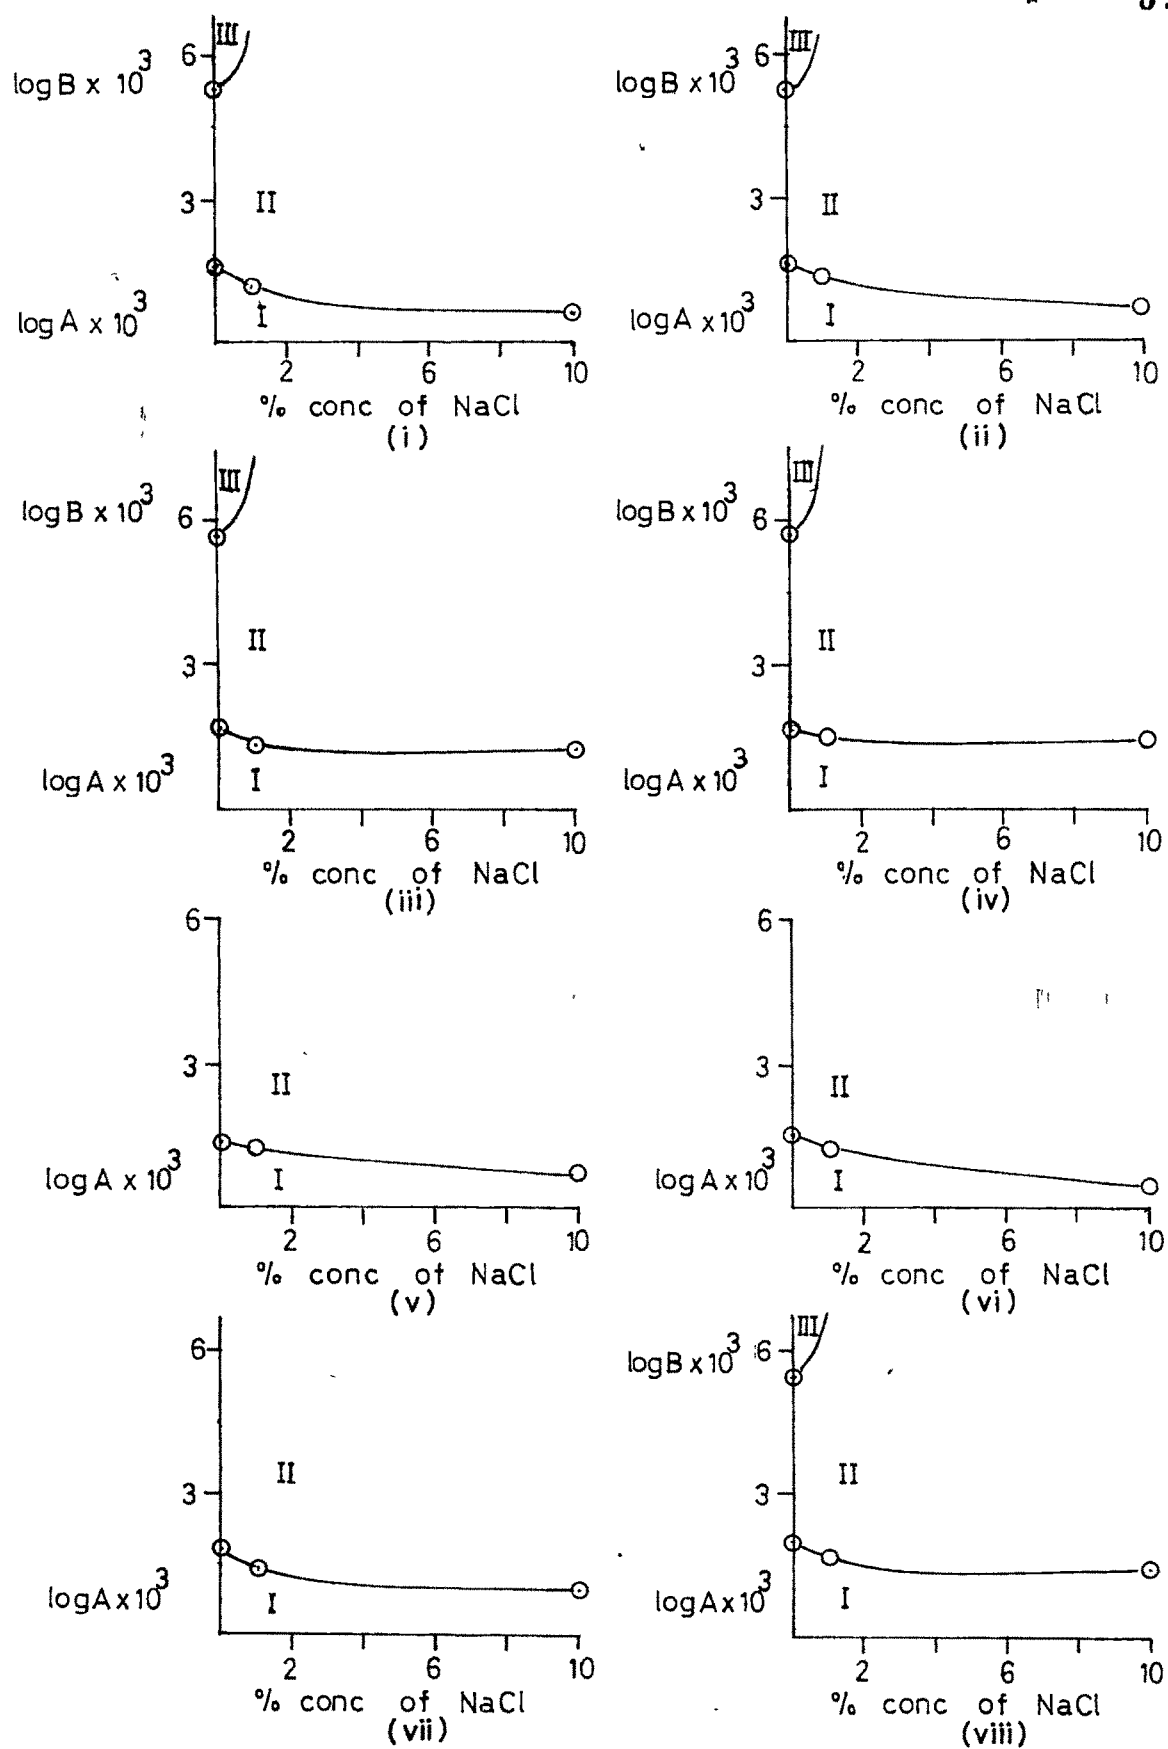 III III
6 6
log B x 10³ log B x 10³
3 II 3 II
log A x 10³ I log A x 10³ I
2 6 10 2 6 10
% conc of NaCl % conc of NaCl
(i) (ii)
III III
log B x 10³ 6 log B x 10³ 6
II II
3 3
log A x 10³ I log A x 10³ I
2 6 10 2 6 10
% conc of NaCl % conc of NaCl
(iii) (iv)
6 6
3 II 3 II
log A x 10³ I log A x 10³ I
2 6 10 2 6 10
% conc of NaCl % conc of NaCl
(v) (vi)
III
6 log B x 10³ 6
3 II 3 II
log A x 10³ I log A x 10³ I
2 6 10 2 6 10
% conc of NaCl % conc of NaCl
(vii) (viii)